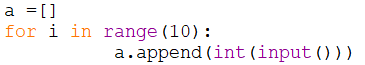 a =[]
for i in range(10):
        a.append(int(input()))